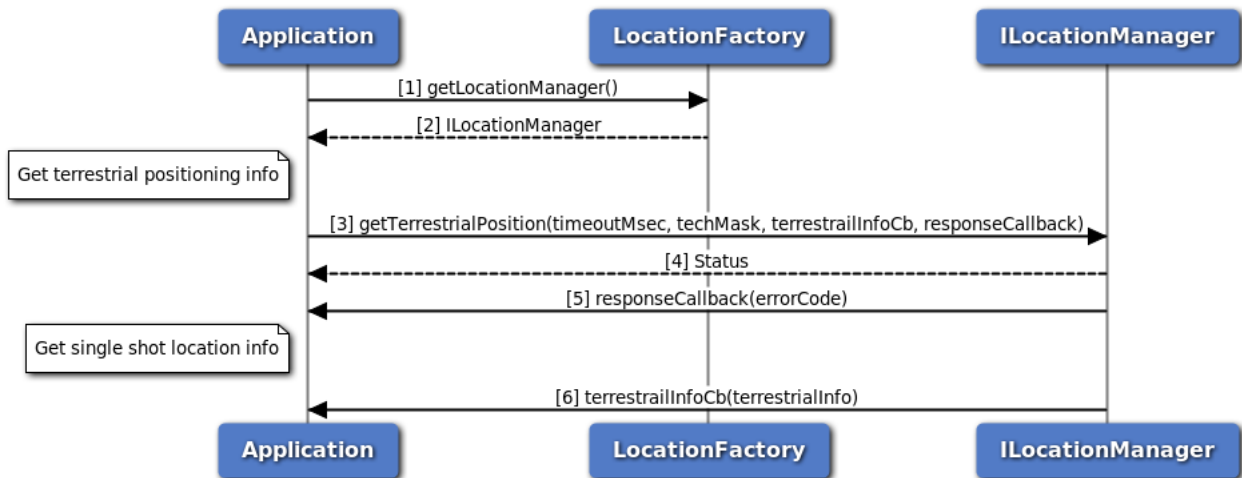 Application
LocationFactory
ILocationManager
[1] getLocationManager()
[2] ILocationManager
Get terrestrial positioning info
[3] getTerrestrialPosition(timeoutMsec, techMask, terrestrailInfoCb, responseCallback)
[4] Status
[5] responseCallback(errorCode)
Get single shot location info
[6] terrestrailInfoCb(terrestrialInfo)
Application
LocationFactory
ILocationManager